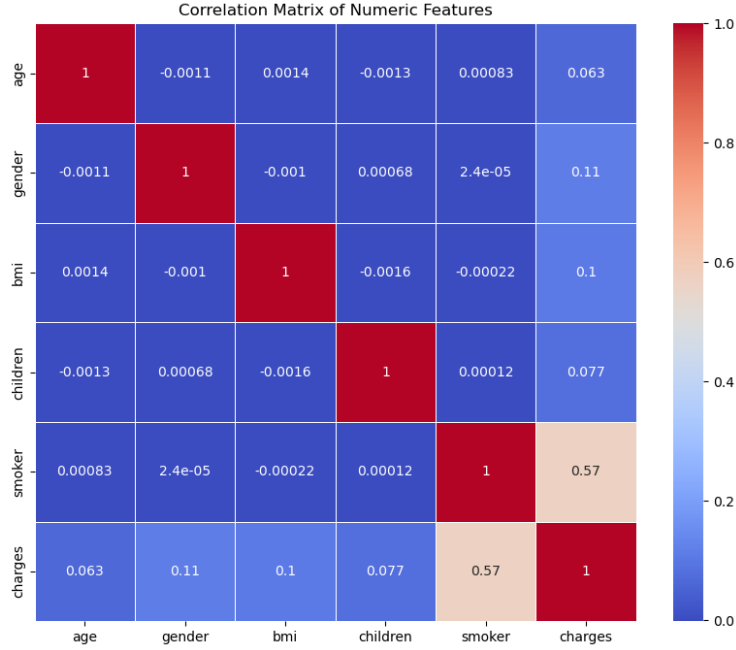 Correlation Matrix of Numeric Features
age 1 -0.0011 0.0014 -0.0013 0.00083 0.063
gender -0.0011 1 -0.001 0.00068 2.4e-05 0.11
bmi 0.0014 -0.001 1 -0.0016 -0.00022 0.1
children -0.0013 0.00068 -0.0016 1 0.00012 0.077
smoker 0.00083 2.4e-05 -0.00022 0.00012 1 0.57
charges 0.063 0.11 0.1 0.077 0.57 1
age gender bmi children smoker charges
1.0
0.8
0.6
0.4
0.2
0.0